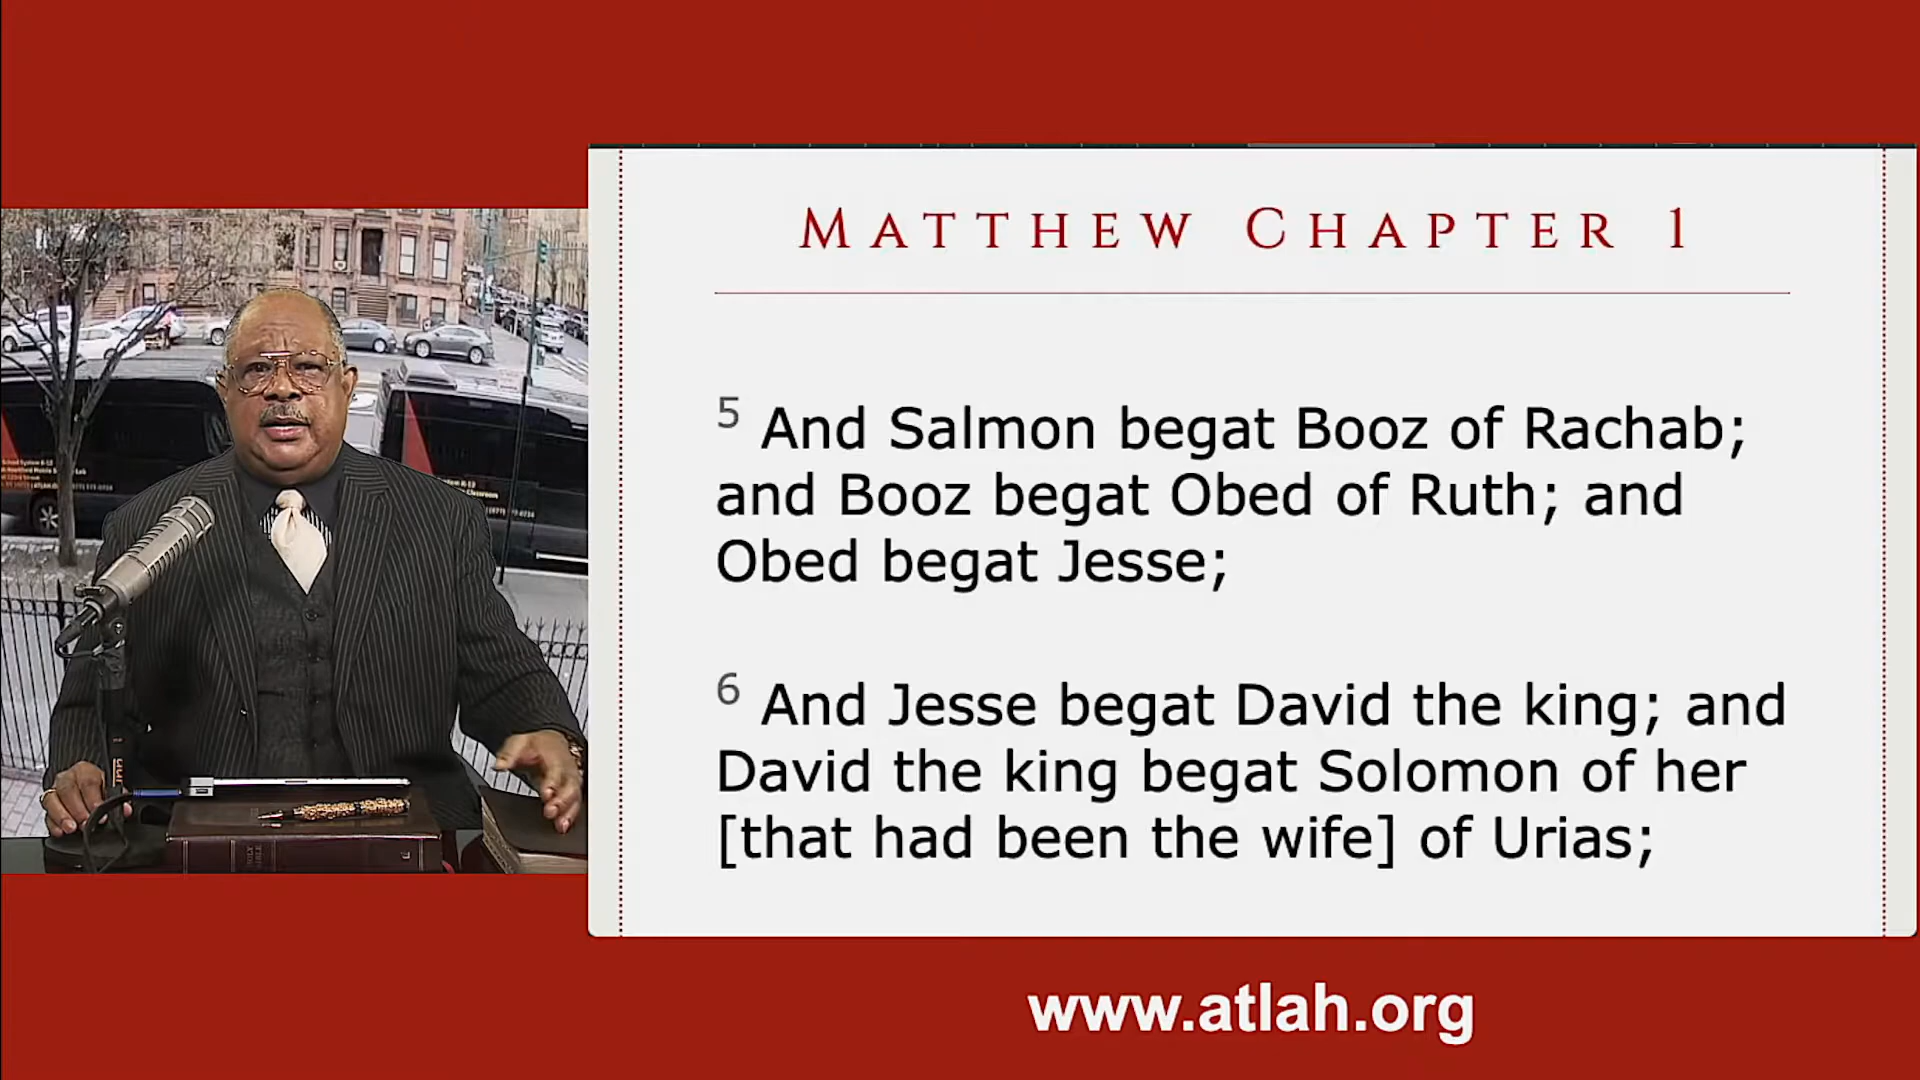 MATTHEW CHAPTER 1
5 And Salmon begat Booz of Rachab;
and Booz begat Obed of Ruth; and
Obed begat Jesse;
6 And Jesse begat David the king; and
David the king begat Solomon of her
[that had been the wife] of Urias;
www.atlah.org
HOLY BIBLE